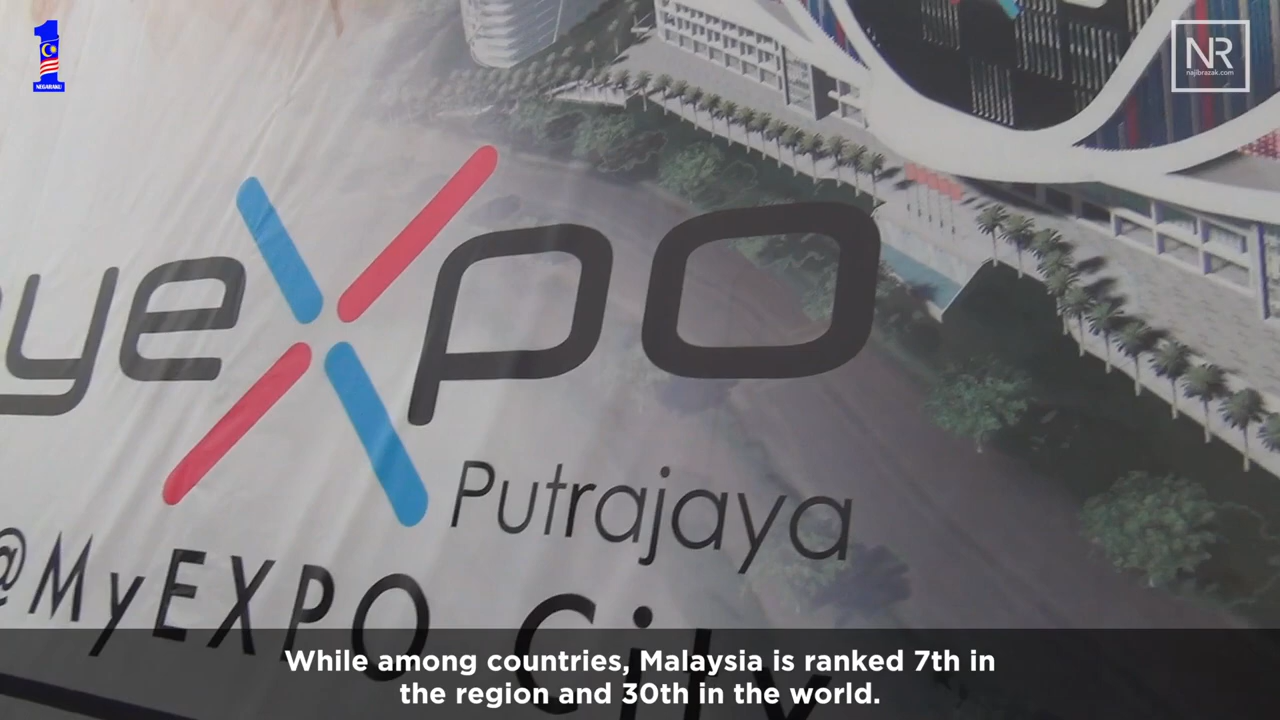 1
NEGARAKU
NR
najibrazak.com
yeXpo
Putrajaya
@MyEXPO City
While among countries, Malaysia is ranked 7th in
the region and 30th in the world.